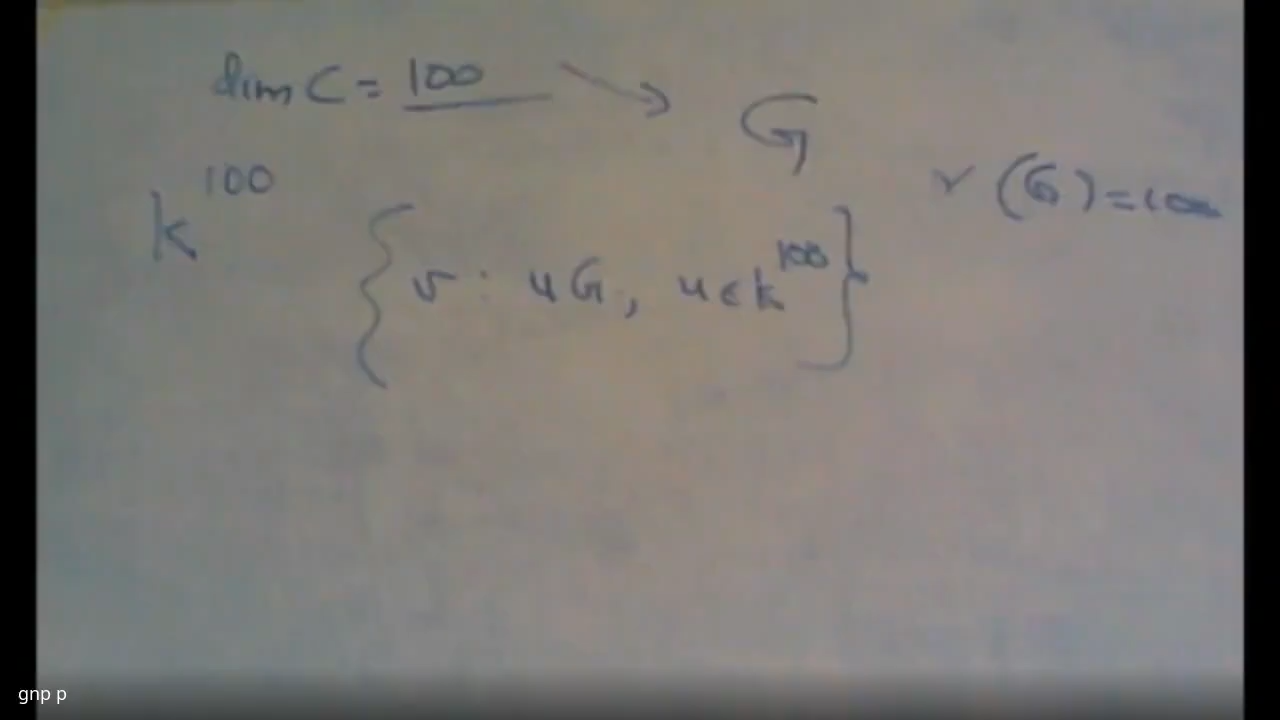 dim C = 100 → G
r (G) = 100
k^100 { v : uG, u ∈ k^100 }
gnp p